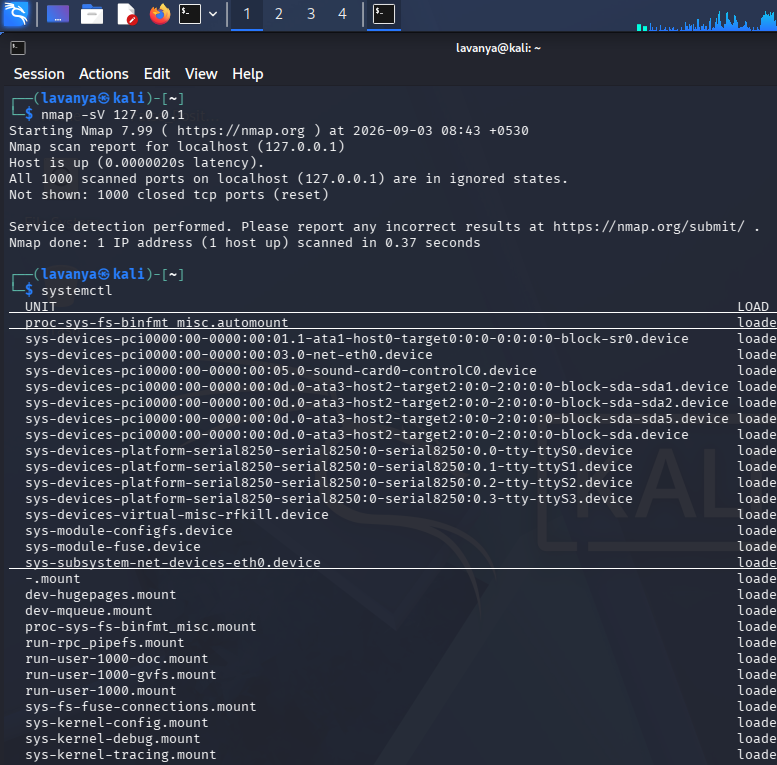 1 2 3 4
lavanya@kali: ~
Session Actions Edit View Help
┌──(lavanya㉿kali)-[~]
└─$ nmap -sV 127.0.0.1
Starting Nmap 7.99 ( https://nmap.org ) at 2026-09-03 08:43 +0530
Nmap scan report for localhost (127.0.0.1)
Host is up (0.0000020s latency).
All 1000 scanned ports on localhost (127.0.0.1) are in ignored states.
Not shown: 1000 closed tcp ports (reset)
Service detection performed. Please report any incorrect results at https://nmap.org/submit/ .
Nmap done: 1 IP address (1 host up) scanned in 0.37 seconds
┌──(lavanya㉿kali)-[~]
└─$ systemctl
UNIT LOAD
proc-sys-fs-binfmt_misc.automount loade
sys-devices-pci0000:00-0000:00:01.1-ata1-host0-target0:0:0-0:0:0:0-block-sr0.device loade
sys-devices-pci0000:00-0000:00:03.0-net-eth0.device loade
sys-devices-pci0000:00-0000:00:05.0-sound-card0-controlC0.device loade
sys-devices-pci0000:00-0000:00:0d.0-ata3-host2-target2:0:0-2:0:0:0-block-sda-sda1.device loade
sys-devices-pci0000:00-0000:00:0d.0-ata3-host2-target2:0:0-2:0:0:0-block-sda-sda2.device loade
sys-devices-pci0000:00-0000:00:0d.0-ata3-host2-target2:0:0-2:0:0:0-block-sda-sda5.device loade
sys-devices-pci0000:00-0000:00:0d.0-ata3-host2-target2:0:0-2:0:0:0-block-sda.device loade
sys-devices-platform-serial8250-serial8250:0-serial8250:0.0-tty-ttyS0.device loade
sys-devices-platform-serial8250-serial8250:0-serial8250:0.1-tty-ttyS1.device loade
sys-devices-platform-serial8250-serial8250:0-serial8250:0.2-tty-ttyS2.device loade
sys-devices-platform-serial8250-serial8250:0-serial8250:0.3-tty-ttyS3.device loade
sys-devices-virtual-misc-rfkill.device loade
sys-module-configfs.device loade
sys-module-fuse.device loade
sys-subsystem-net-devices-eth0.device loade
-.mount loade
dev-hugepages.mount loade
dev-mqueue.mount loade
proc-sys-fs-binfmt_misc.mount loade
run-rpc_pipefs.mount loade
run-user-1000-doc.mount loade
run-user-1000-gvfs.mount loade
run-user-1000.mount loade
sys-fs-fuse-connections.mount loade
sys-kernel-config.mount loade
sys-kernel-debug.mount loade
sys-kernel-tracing.mount loade
KAL